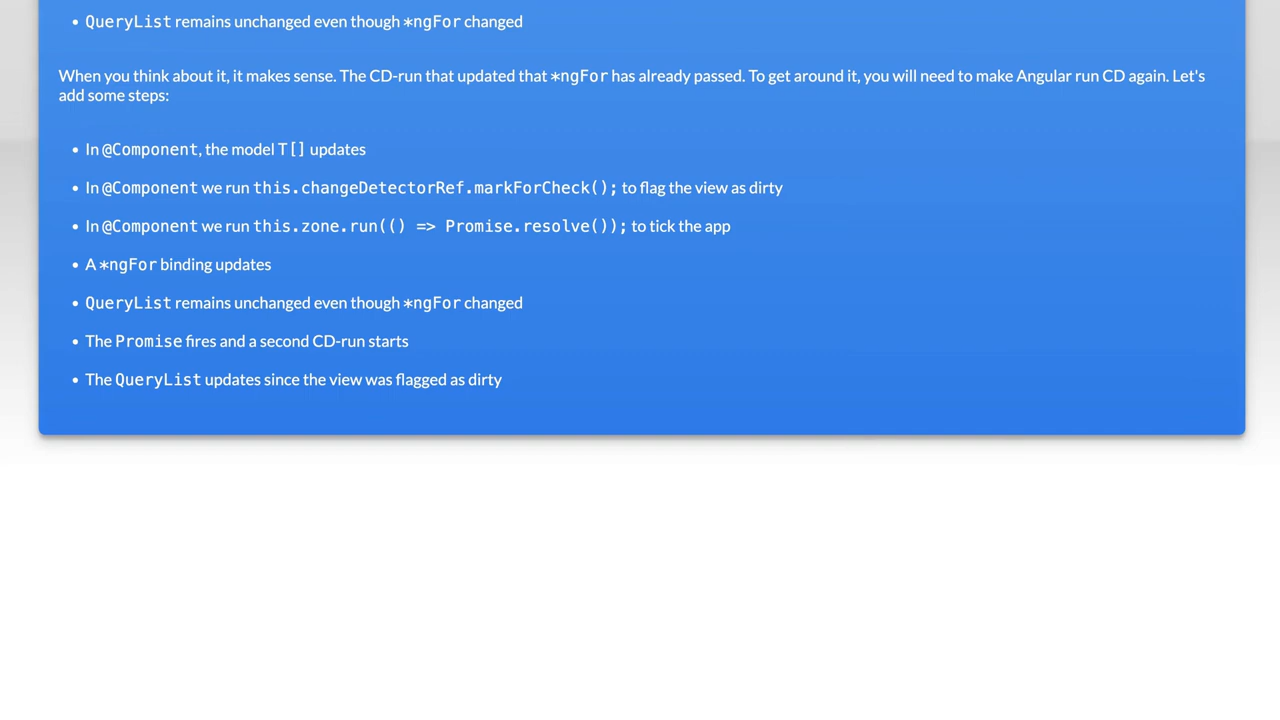 • QueryList remains unchanged even though *ngFor changed
When you think about it, it makes sense. The CD-run that updated that *ngFor has already passed. To get around it, you will need to make Angular run CD again. Let's
add some steps:
• In @Component, the model T[] updates
• In @Component we run this.changeDetectorRef.markForCheck(); to flag the view as dirty
• In @Component we run this.zone.run(() => Promise.resolve()); to tick the app
• A *ngFor binding updates
• QueryList remains unchanged even though *ngFor changed
• The Promise fires and a second CD-run starts
• The QueryList updates since the view was flagged as dirty